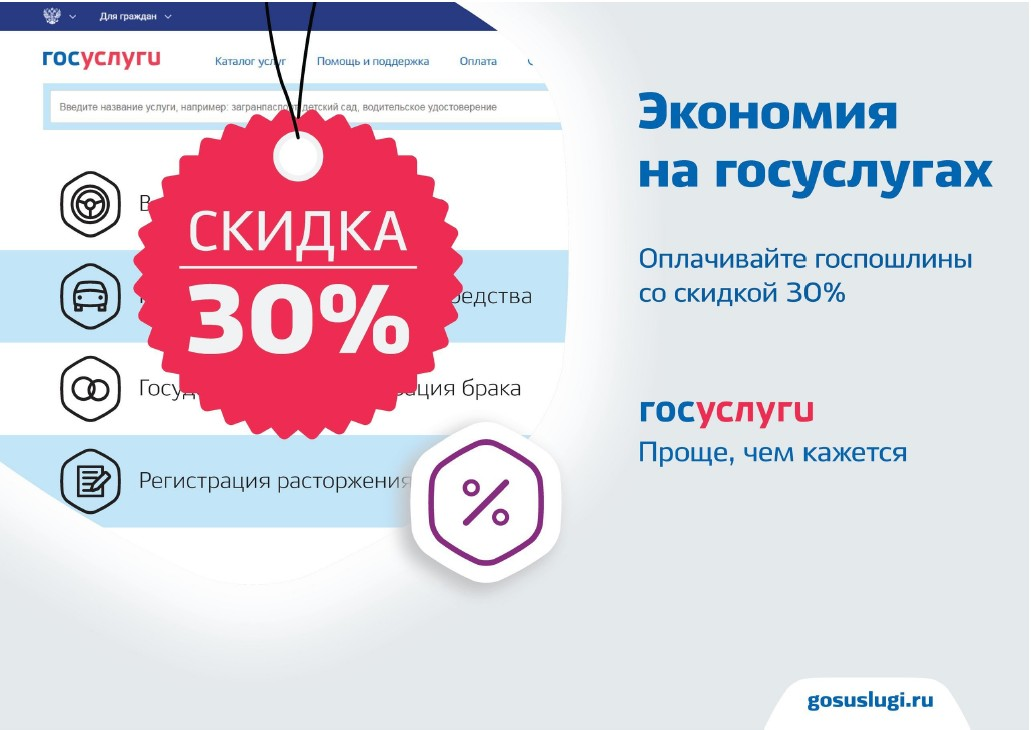 Для граждан
госуслуги
Каталог услуг Помощь и поддержка Оплата
Введите название услуги, например: загранпаспорт, детский сад, водительское удостоверение
СКИДКА
30%
Регистрация расторжения
брака
Экономия
на госуслугах
Оплачивайте госпошлины
со скидкой 30%
госуслуги
Проще, чем кажется
gosuslugi.ru